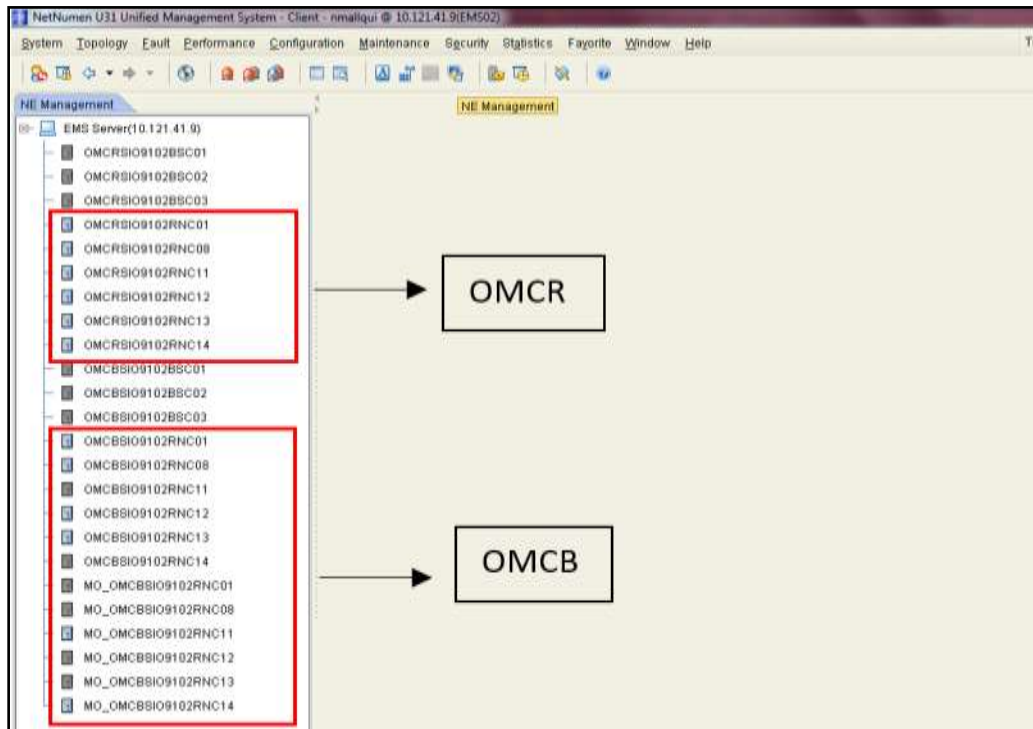 NetNumen U31 Unified Management System - Client - nmallqui @ 10.121.41.9(EMS02)
System Topology Fault Performance Configuration Maintenance Security Statistics Favorite Window Help
NE Management
NE Management
EMS Server(10.121.41.9)
OMCRSIO9102BSC01
OMCRSIO9102BSC02
OMCRSIO9102BSC03
OMCRSIO9102RNC01
OMCRSIO9102RNC08
OMCRSIO9102RNC11
OMCRSIO9102RNC12
OMCRSIO9102RNC13
OMCRSIO9102RNC14
OMCR
OMCBSIO9102BSC01
OMCBSIO9102BSC02
OMCBSIO9102BSC03
OMCBSIO9102RNC01
OMCBSIO9102RNC08
OMCBSIO9102RNC11
OMCBSIO9102RNC12
OMCBSIO9102RNC13
OMCBSIO9102RNC14
MO_OMCBSIO9102RNC01
MO_OMCBSIO9102RNC08
MO_OMCBSIO9102RNC11
MO_OMCBSIO9102RNC12
MO_OMCBSIO9102RNC13
MO_OMCBSIO9102RNC14
OMCB